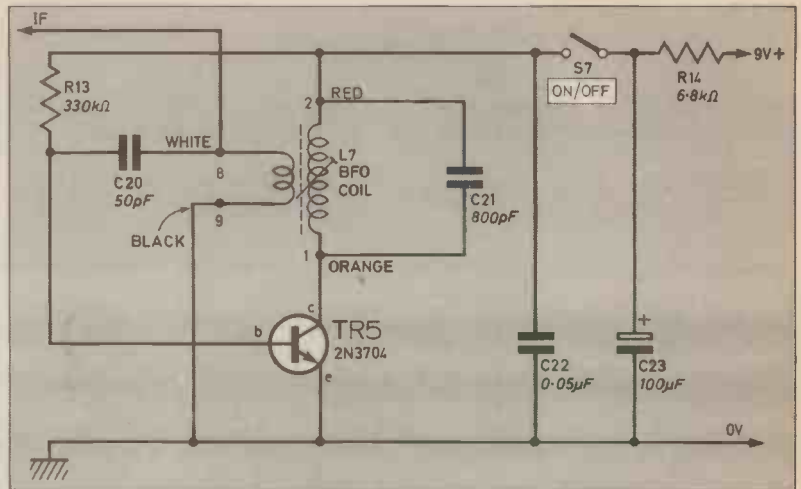 IF
R13
330kΩ
WHITE
8
C20
50pF
9
BLACK
2
RED
L7
BFO
COIL
1
ORANGE
C21
800pF
c
b
TR5
2N3704
e
S7
ON/OFF
R14
6·8kΩ
9V+
C22
0·05µF
+
C23
100µF
0V